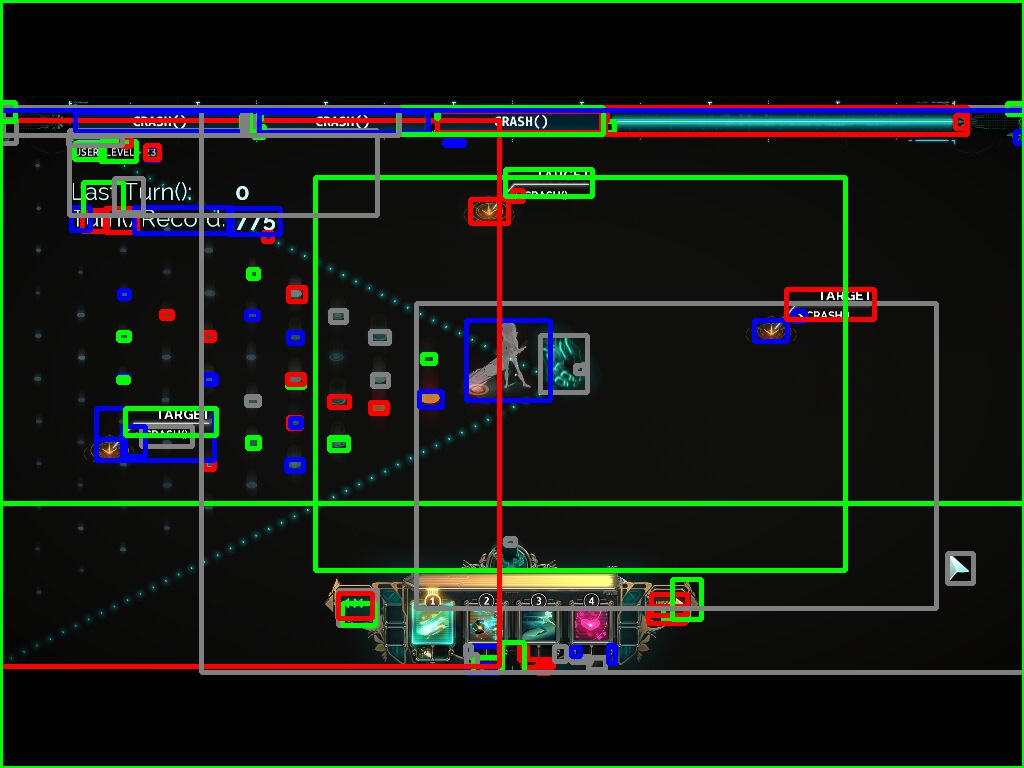 CRASH() CRASH() CRASH()
USER LEVEL 23
Last Turn(): 0
Turn() Record: 775
TARGET
CRASH()
TARGET
CRASH()
TARGET
CRASH()
1 2 3 4